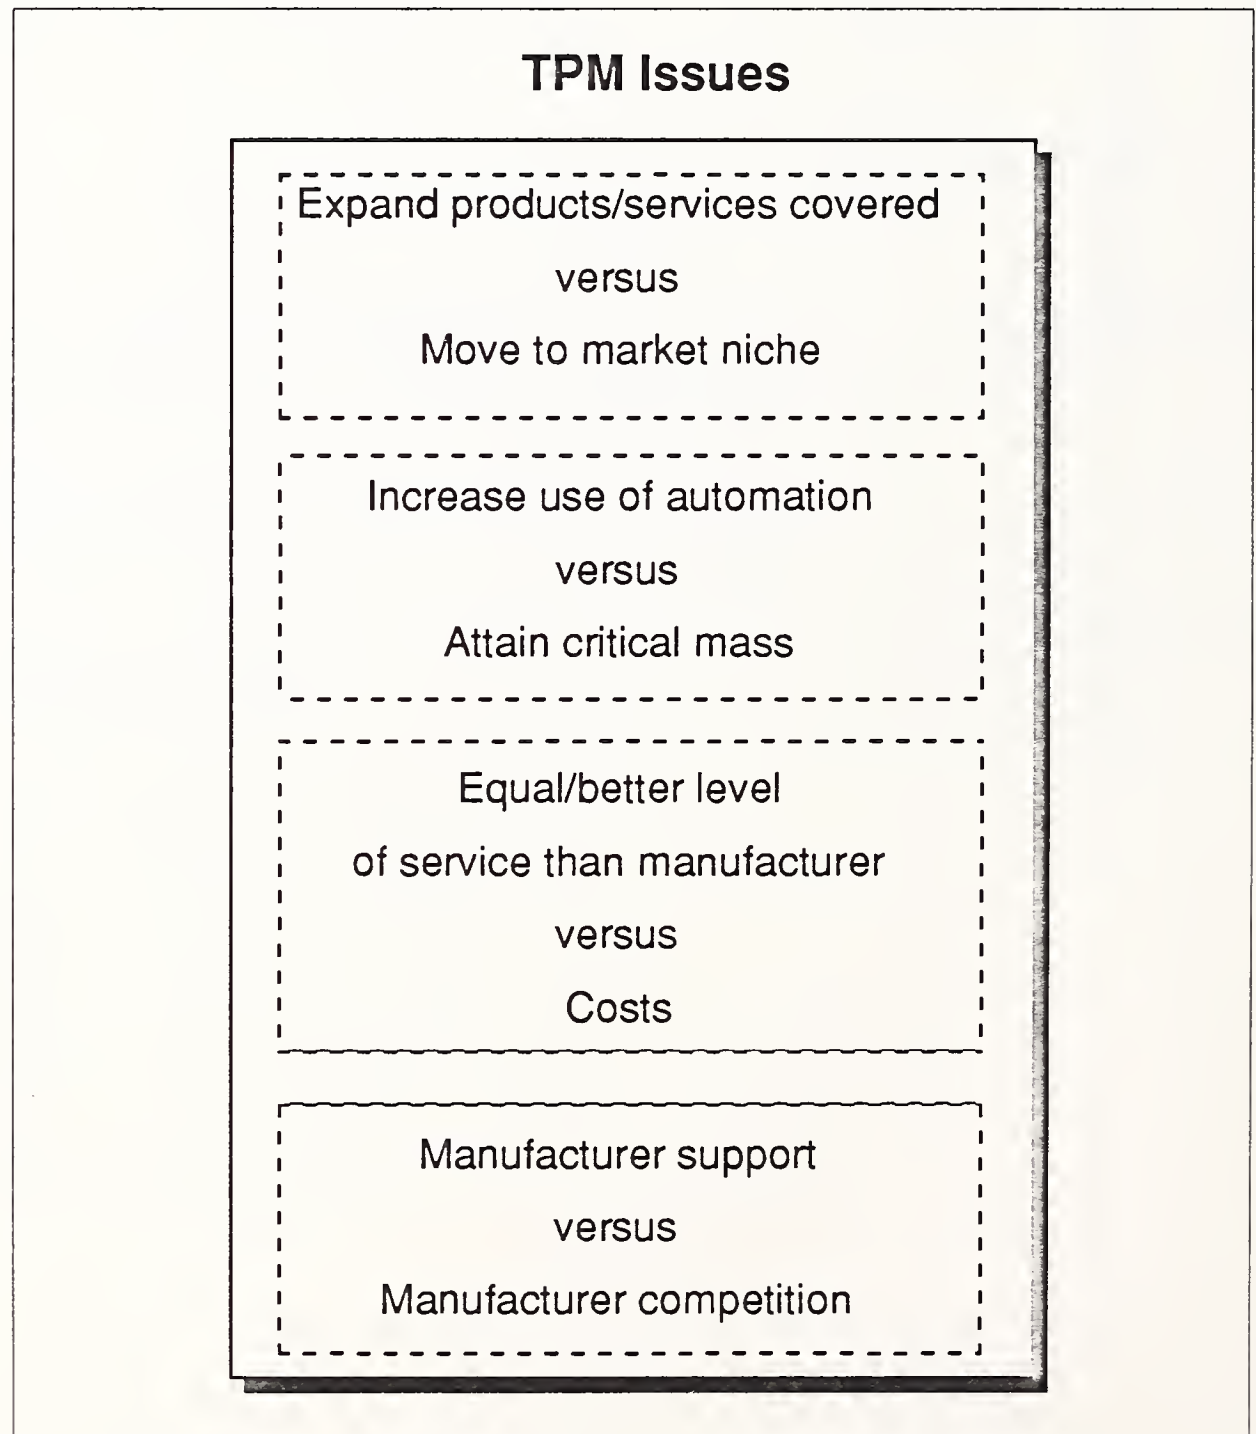 TPM Issues
Expand products/services covered
versus
Move to market niche
Increase use of automation
versus
Attain critical mass
Equal/better level
of service than manufacturer
versus
Costs
Manufacturer support
versus
Manufacturer competition